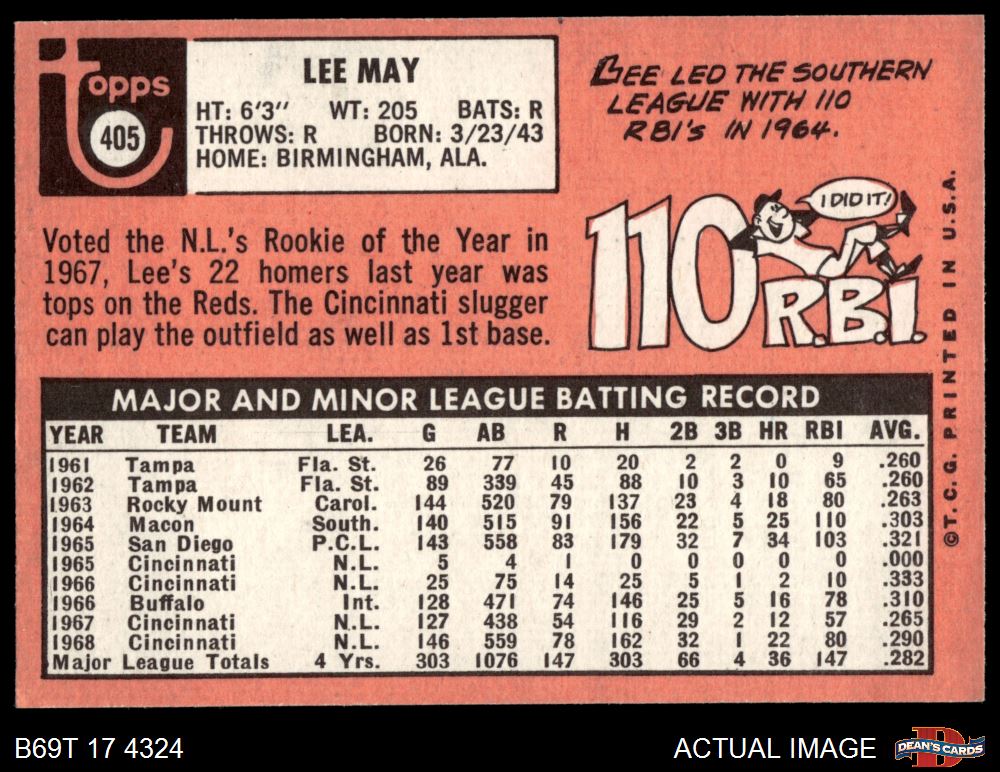 Topps
405
LEE MAY
HT: 6'3" WT: 205 BATS: R
THROWS: R BORN: 3/23/43
HOME: BIRMINGHAM, ALA.
LEE LED THE SOUTHERN
LEAGUE WITH 110
RBI's IN 1964.
I DID IT!
110 R.B.I.
Voted the N.L.'s Rookie of the Year in
1967, Lee's 22 homers last year was
tops on the Reds. The Cincinnati slugger
can play the outfield as well as 1st base.
MAJOR AND MINOR LEAGUE BATTING RECORD
YEAR TEAM LEA. G AB R H 2B 3B HR RBI AVG.
1961 Tampa Fla. St. 26 77 10 20 2 2 0 9 .260
1962 Tampa Fla. St. 89 339 45 88 10 3 10 65 .260
1963 Rocky Mount Carol. 144 520 79 137 23 4 18 80 .263
1964 Macon South. 140 515 91 156 22 5 25 110 .303
1965 San Diego P.C.L. 143 558 83 179 32 7 34 103 .321
1965 Cincinnati N.L. 5 4 1 0 0 0 0 0 .000
1966 Cincinnati N.L. 25 75 14 25 5 1 2 10 .333
1966 Buffalo Int. 128 471 74 146 25 5 16 78 .310
1967 Cincinnati N.L. 127 438 54 116 29 2 12 57 .265
1968 Cincinnati N.L. 146 559 78 162 32 1 22 80 .290
Major League Totals 4 Yrs. 303 1076 147 303 66 4 36 147 .282
©T.C.G. PRINTED IN U.S.A.
B69T 17 4324
ACTUAL IMAGE
D
DEAN'S CARDS